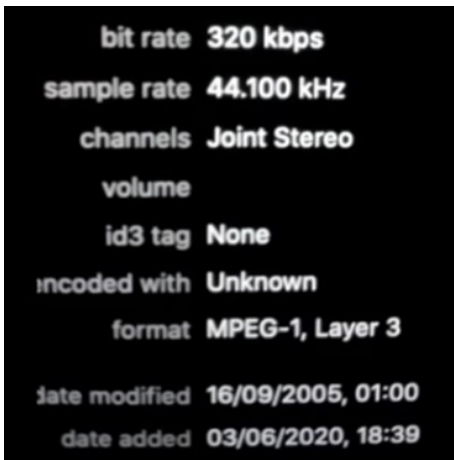 bit rate 320 kbps
sample rate 44.100 kHz
channels Joint Stereo
volume
id3 tag None
encoded with Unknown
format MPEG-1, Layer 3
date modified 16/09/2005, 01:00
date added 03/06/2020, 18:39